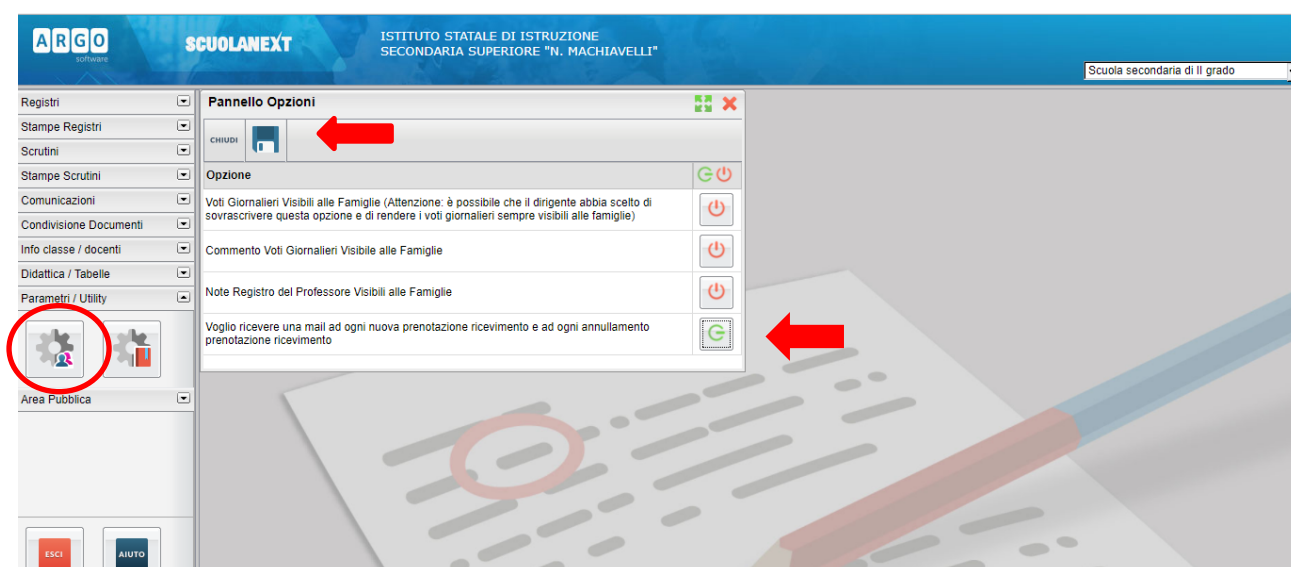 ARGO
software
SCUOLANEXT
ISTITUTO STATALE DI ISTRUZIONE
SECONDARIA SUPERIORE "N. MACHIAVELLI"
Scuola secondaria di II grado
Registri
Stampe Registri
Scrutini
Stampe Scrutini
Comunicazioni
Condivisione Documenti
Info classe / docenti
Didattica / Tabelle
Parametri / Utility
Area Pubblica
ESCI
AIUTO
Pannello Opzioni
CHIUDI
Opzione
Voti Giornalieri Visibili alle Famiglie (Attenzione: è possibile che il dirigente abbia scelto di
sovrascrivere questa opzione e di rendere i voti giornalieri sempre visibili alle famiglie)
Commento Voti Giornalieri Visibile alle Famiglie
Note Registro del Professore Visibili alle Famiglie
Voglio ricevere una mail ad ogni nuova prenotazione ricevimento e ad ogni annullamento
prenotazione ricevimento